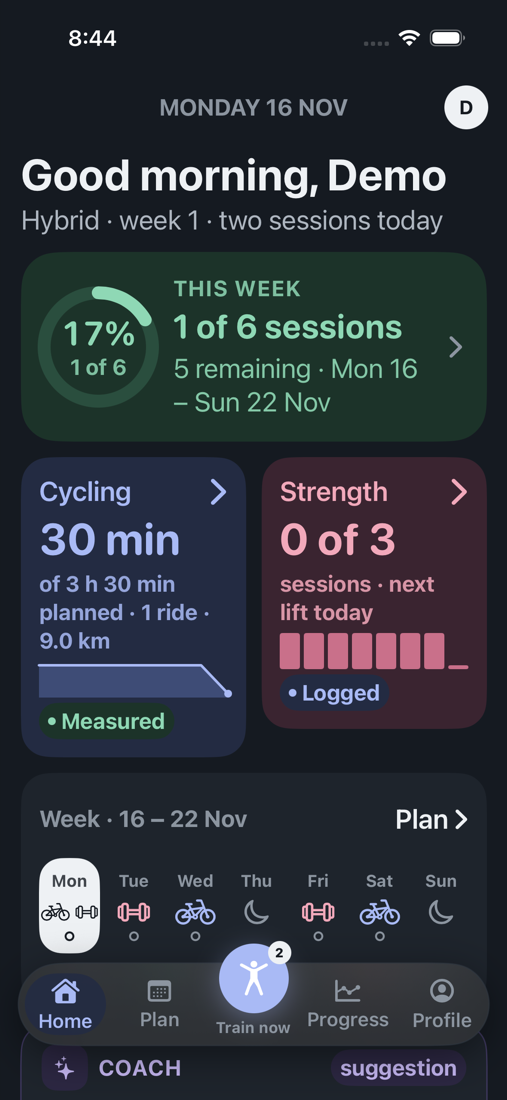 8:44
MONDAY 16 NOV
D
Good morning, Demo
Hybrid · week 1 · two sessions today
17%
1 of 6
THIS WEEK
1 of 6 sessions
5 remaining · Mon 16
– Sun 22 Nov
Cycling
30 min
of 3 h 30 min
planned · 1 ride ·
9.0 km
• Measured
Strength
0 of 3
sessions · next
lift today
• Logged
Week · 16 – 22 Nov
Plan
Mon
Tue
Wed
Thu
Fri
Sat
Sun
2
Home
Plan
Train now
Progress
Profile
COACH
suggestion